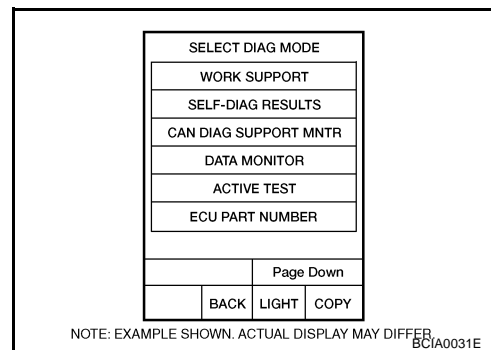 SELECT DIAG MODE
WORK SUPPORT
SELF-DIAG RESULTS
CAN DIAG SUPPORT MNTR
DATA MONITOR
ACTIVE TEST
ECU PART NUMBER
Page Down
BACK LIGHT COPY
NOTE: EXAMPLE SHOWN. ACTUAL DISPLAY MAY DIFFER
BCIA0031E